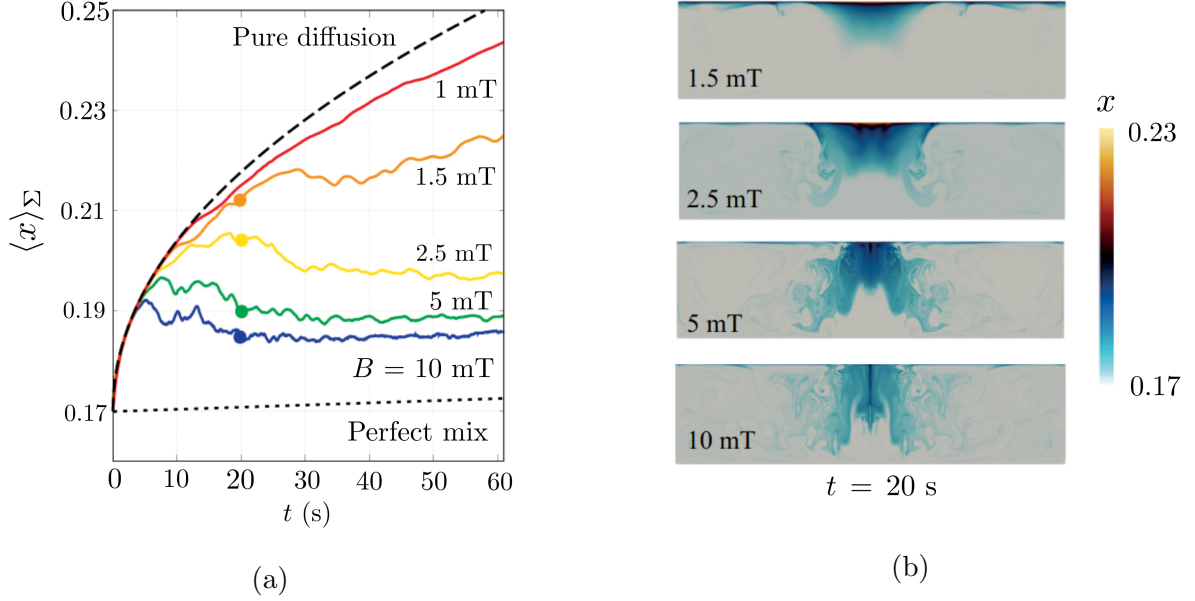 0.25
0.23
0.21
0.19
0.17
⟨x⟩Σ
Pure diffusion
1 mT
1.5 mT
2.5 mT
5 mT
B = 10 mT
Perfect mix
0 10 20 30 40 50 60
t (s)
(a)
1.5 mT
2.5 mT
5 mT
10 mT
t = 20 s
x
0.23
0.17
(b)